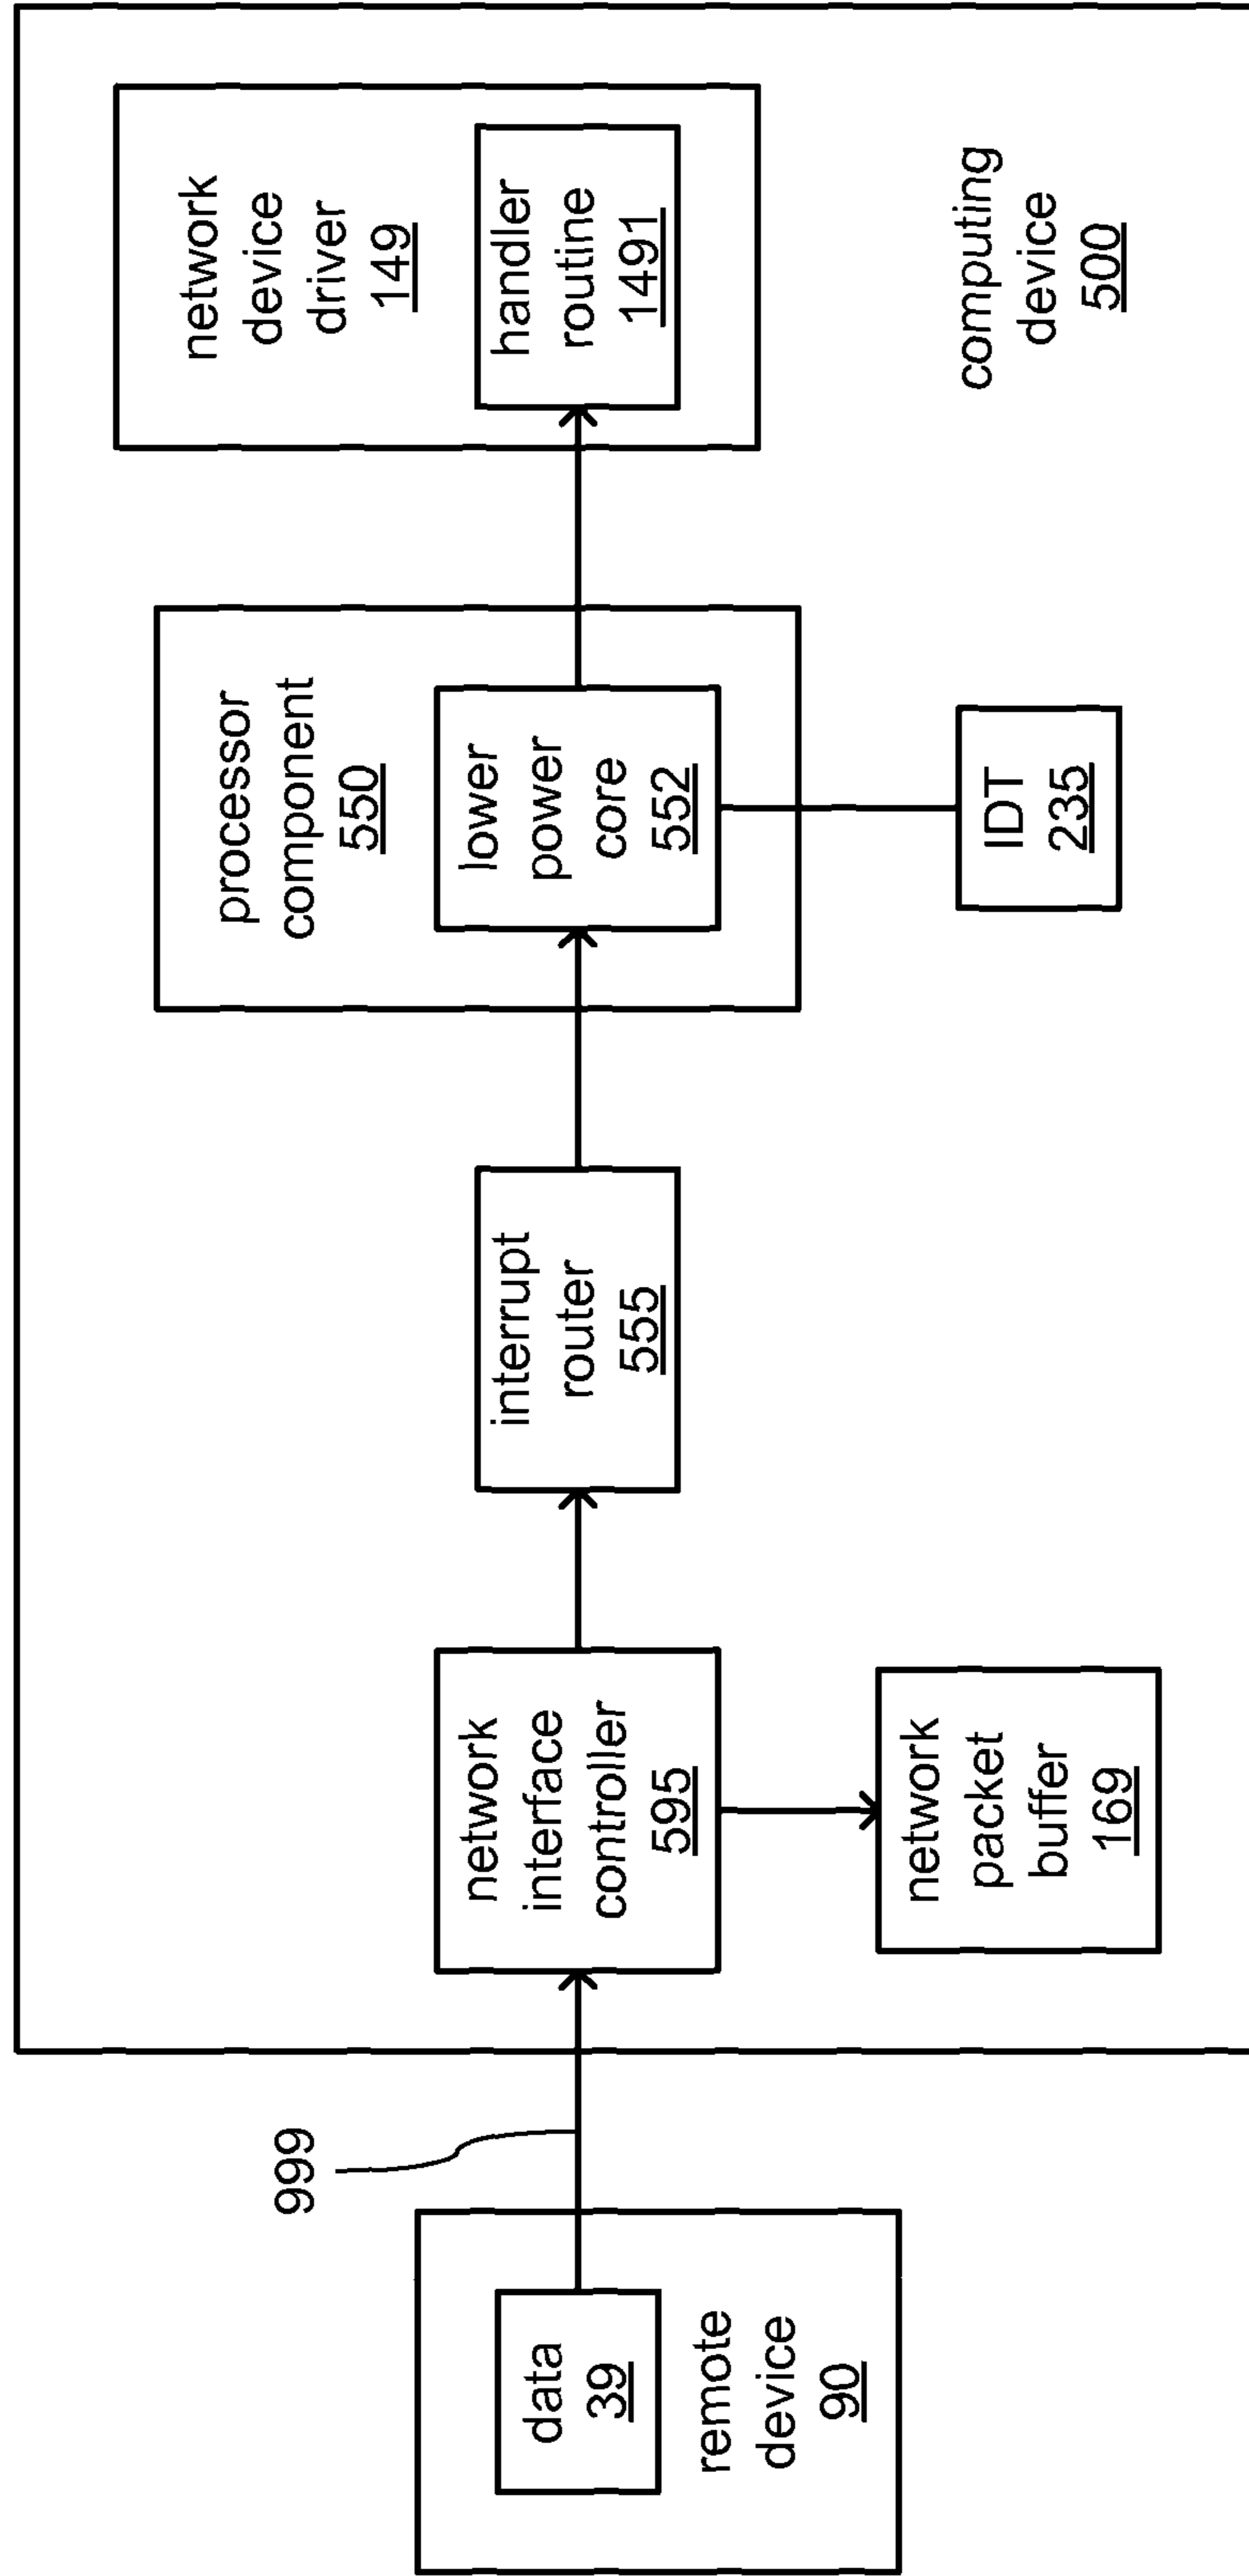 999
data
39
remote
device
90
network
interface
controller
595
network
packet
buffer
169
interrupt
router
555
processor
component
550
lower
power
core
552
IDT
235
network
device
driver
149
handler
routine
1491
computing
device
500